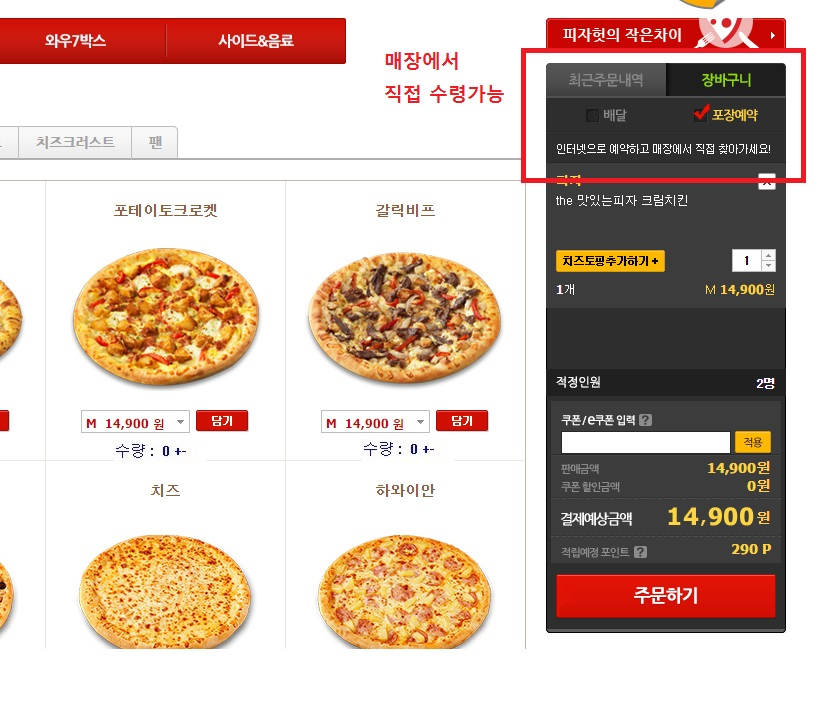 와우7박스
사이드&음료
매장에서
직접 수령가능
피자헛의 작은차이
최근주문내역
장바구니
배달
포장예약
인터넷으로 예약하고 매장에서 직접 찾아가세요!
치즈크러스트
팬
피자
the 맛있는피자 크림치킨
치즈토핑추가하기 +
1
1개
M 14,900원
적정인원
2명
쿠폰/e쿠폰 입력 ?
적용
판매금액
14,900원
쿠폰 할인금액
0원
결제예상금액
14,900원
적립예정 포인트 ?
290 P
주문하기
포테이토크로켓
갈릭비프
M 14,900 원
담기
M 14,900 원
담기
수량 : 0 +-
수량 : 0 +-
치즈
하와이안